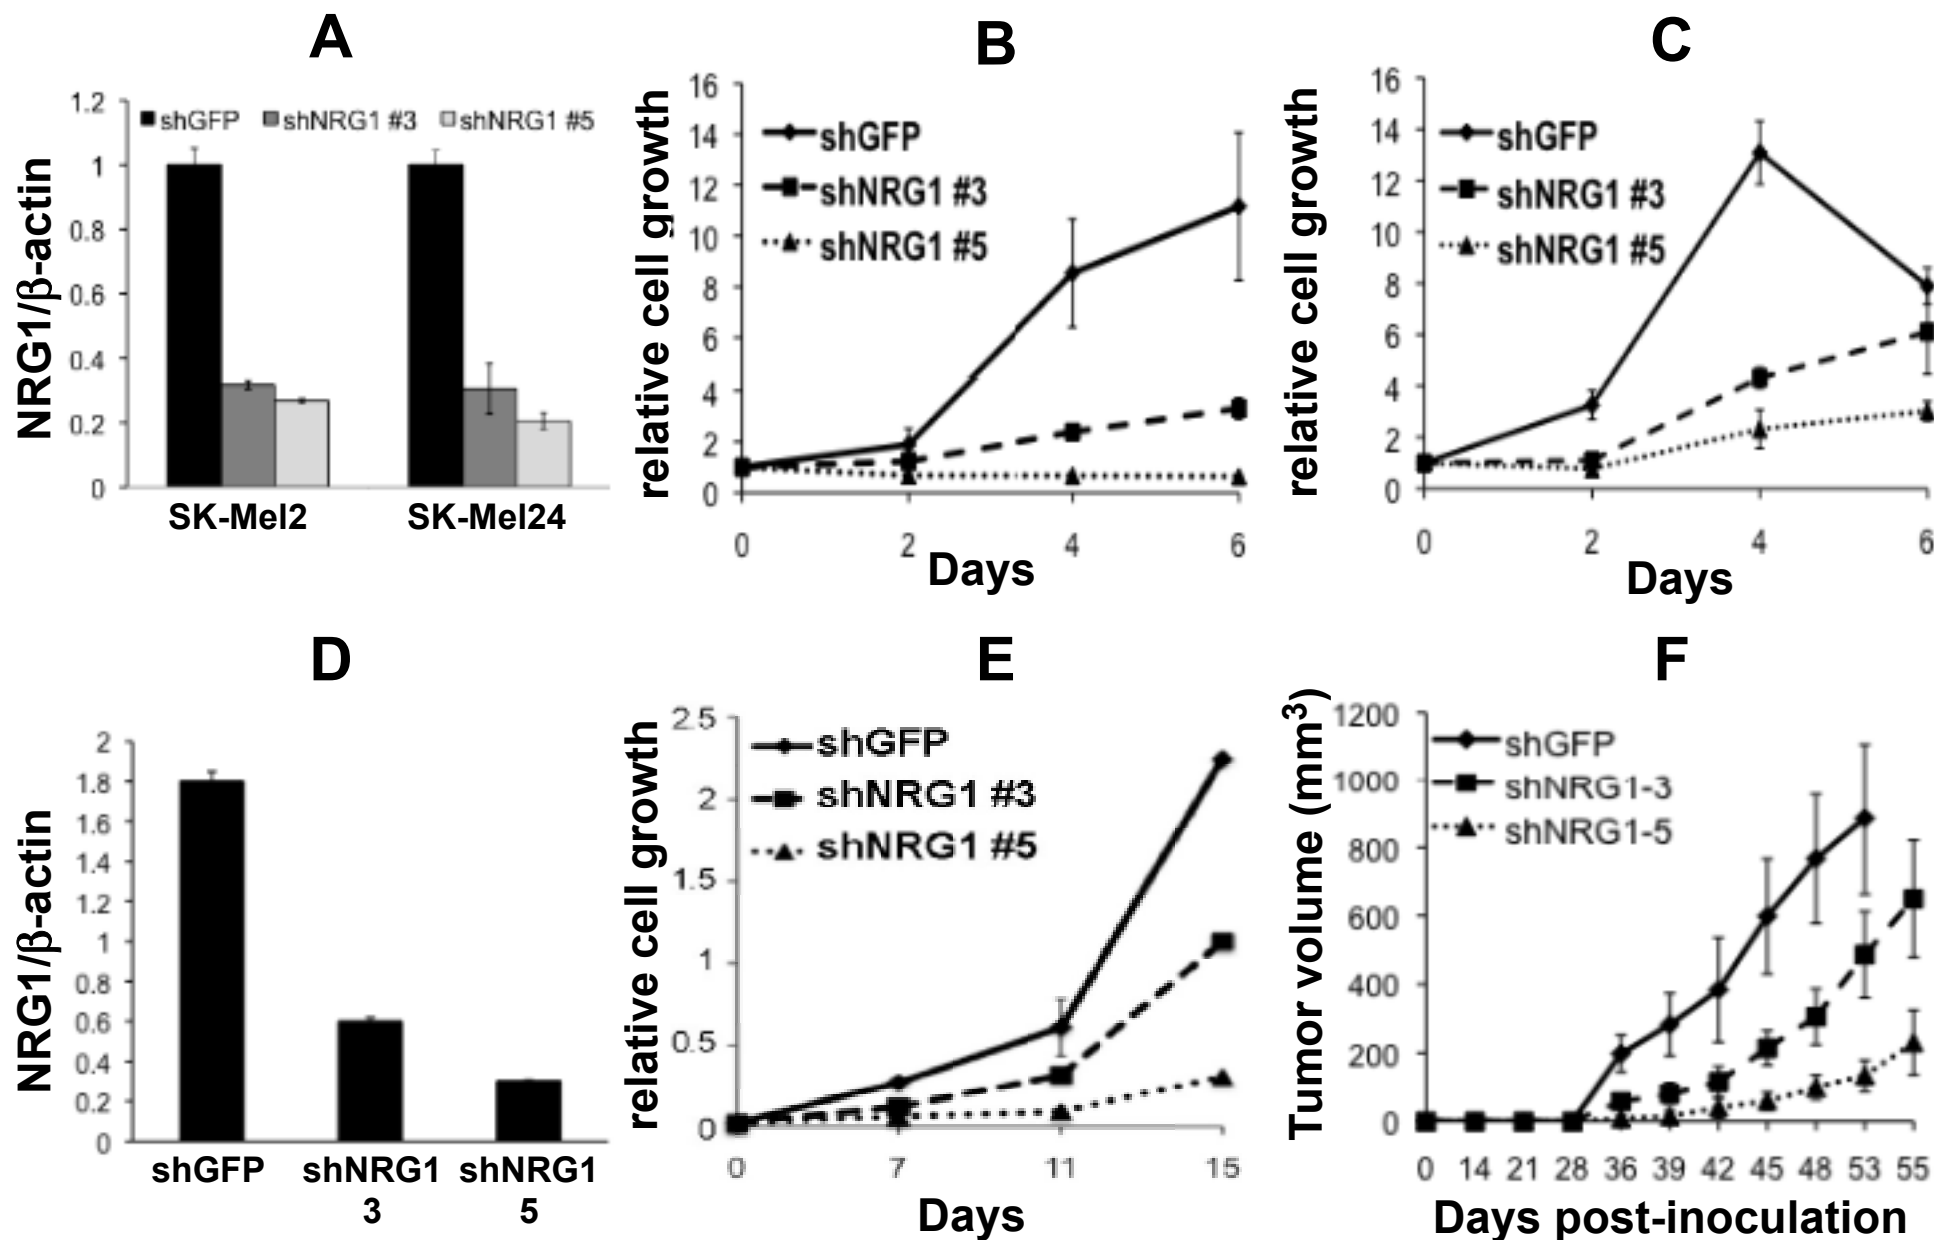 A
1.2
1
0.8
0.6
0.4
0.2
0
NRG1/β-actin
shGFP shNRG1 #3 shNRG1 #5
SK-Mel2 SK-Mel24
B
16
14
12
10
8
6
4
2
0
relative cell growth
shGFP
shNRG1 #3
shNRG1 #5
0 2 4 6
Days
C
16
14
12
10
8
6
4
2
0
relative cell growth
shGFP
shNRG1 #3
shNRG1 #5
0 2 4 6
Days
D
2
1.8
1.6
1.4
1.2
1
0.8
0.6
0.4
0.2
0
NRG1/β-actin
shGFP shNRG1 shNRG1
3 5
E
2.5
2
1.5
1
0.5
0
relative cell growth
shGFP
shNRG1 #3
shNRG1 #5
0 7 11 15
Days
F
1200
1000
800
600
400
200
0
Tumor volume (mm³)
shGFP
shNRG1-3
shNRG1-5
0 14 21 28 36 39 42 45 48 53 55
Days post-inoculation